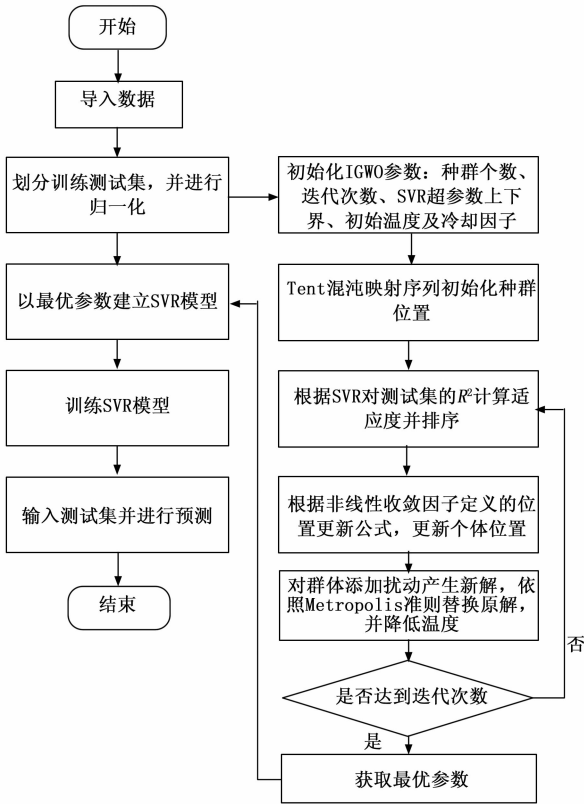 开始
导入数据
划分训练测试集，并进行
归一化
以最优参数建立SVR模型
训练SVR模型
输入测试集并进行预测
结束
初始化IGWO参数：种群个数、
迭代次数、SVR超参数上下
界、初始温度及冷却因子
Tent混沌映射序列初始化种群
位置
根据SVR对测试集的R²计算适
应度并排序
根据非线性收敛因子定义的位
置更新公式，更新个体位置
对群体添加扰动产生新解，依
照Metropolis准则替换原解，
并降低温度
是否达到迭代次数
否
是
获取最优参数